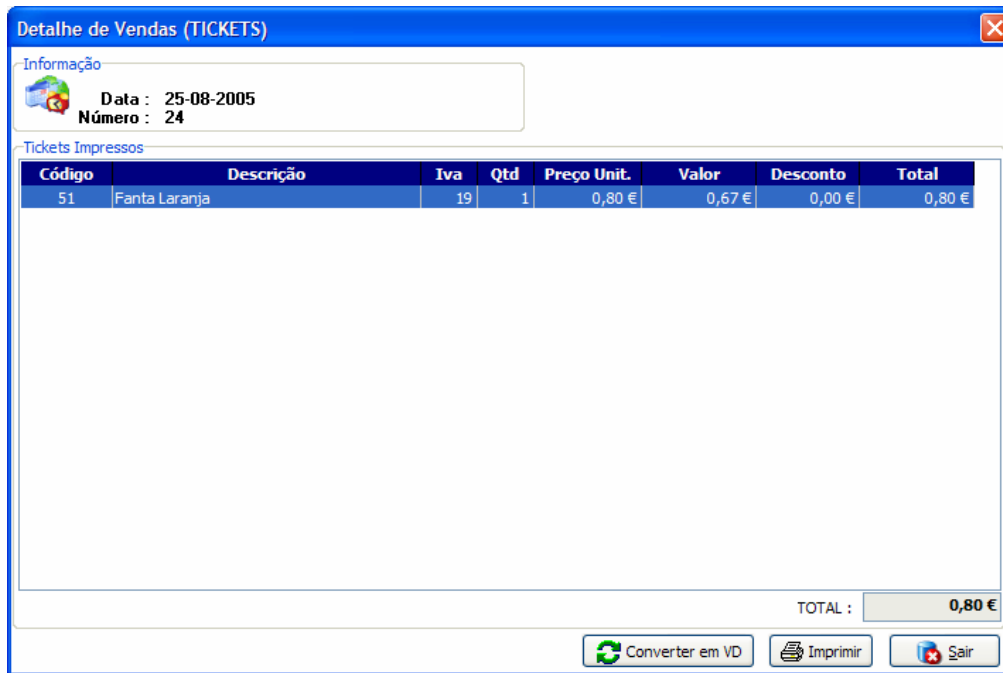 Detalhe de Vendas (TICKETS)
Informação
Data : 25-08-2005
Número : 24
Tickets Impressos
Código Descrição Iva Qtd Preço Unit. Valor Desconto Total
51 Fanta Laranja 19 1 0,80 € 0,67 € 0,00 € 0,80 €
TOTAL : 0,80 €
Converter em VD Imprimir Sair